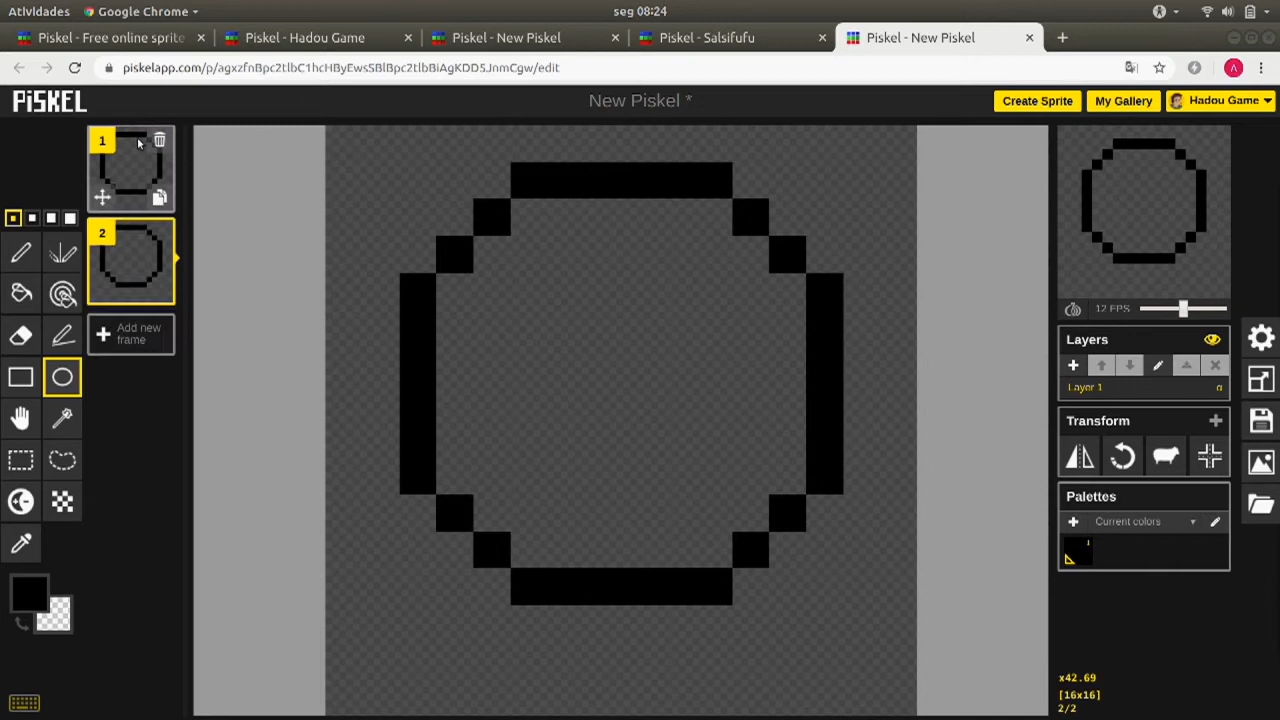 Atividades Google Chrome seg 08:24
Piskel - Free online sprite Piskel - Hadou Game Piskel - New Piskel Piskel - Salsifufu Piskel - New Piskel
piskelapp.com/p/agxzfnBpc2tlbC1hcHByEwsSBlBpc2tlbBiAgKDD5JnmCgw/edit A
PiSKEL New Piskel * Create Sprite My Gallery Hadou Game
1
2
Add new
frame
12 FPS
Layers
Layer 1 α
Transform
Palettes
Current colors
1
x42.69
[16x16]
2/2